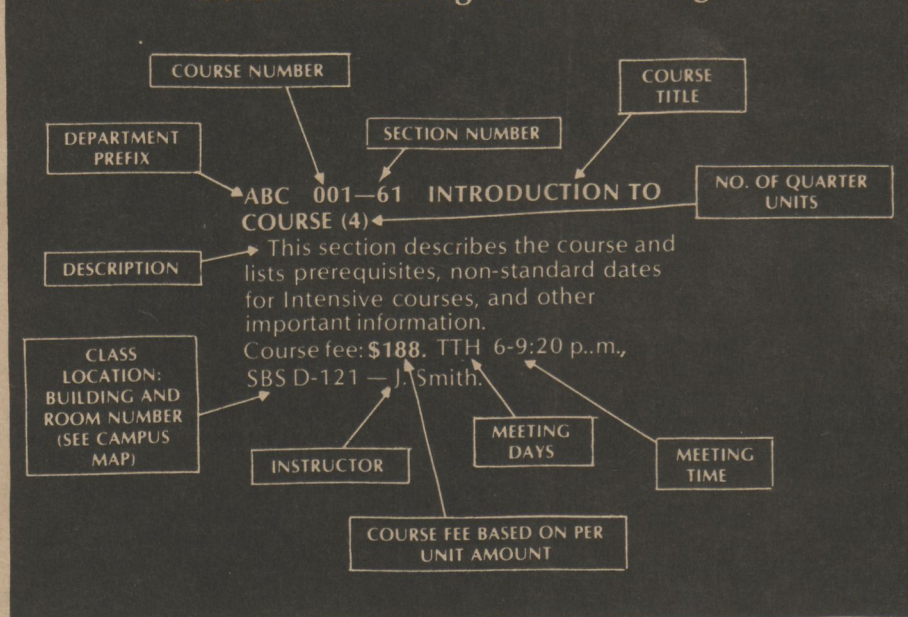 COURSE NUMBER
COURSE
TITLE
DEPARTMENT
PREFIX
SECTION NUMBER
NO. OF QUARTER
UNITS
ABC 001—61 INTRODUCTION TO
COURSE (4)
DESCRIPTION
This section describes the course and
lists prerequisites, non-standard dates
for Intensive courses, and other
important information.
Course fee: $188. TTH 6-9:20 p..m.,
SBS D-121 — J. Smith.
CLASS
LOCATION:
BUILDING AND
ROOM NUMBER
(SEE CAMPUS
MAP)
INSTRUCTOR
MEETING
DAYS
MEETING
TIME
COURSE FEE BASED ON PER
UNIT AMOUNT